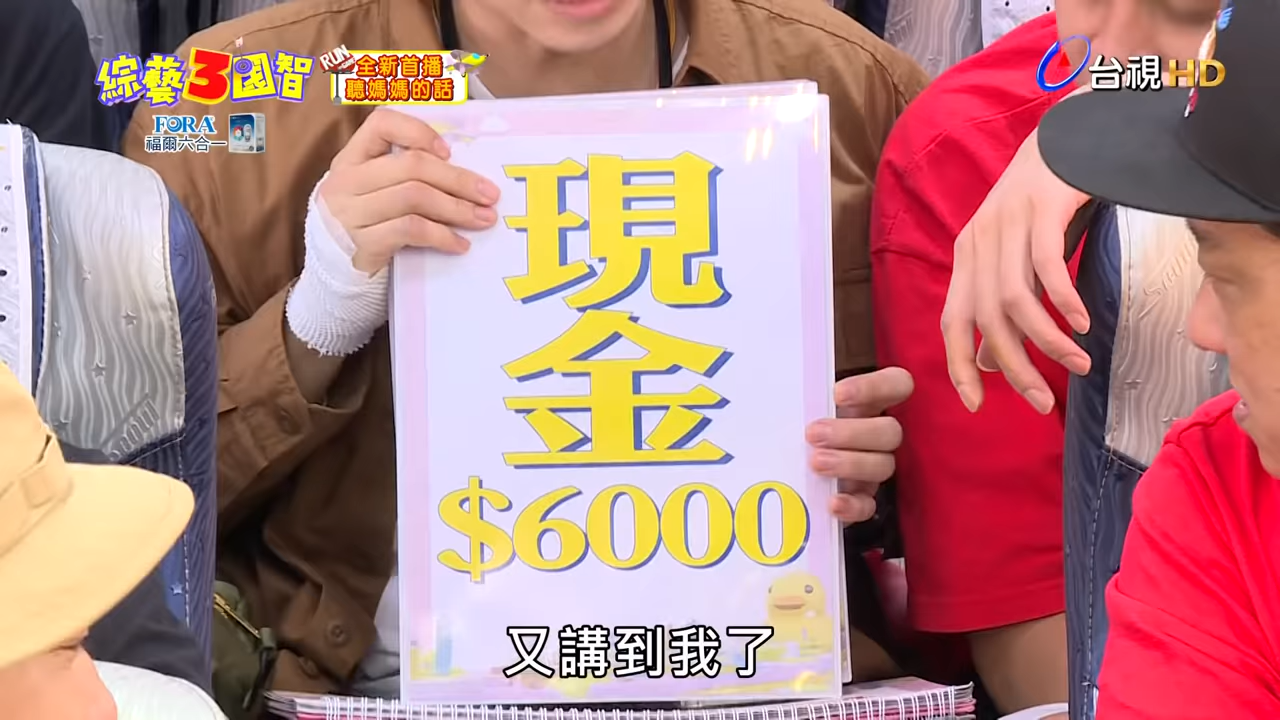 綜藝3國智
RUN
全新首播
聽媽媽的話
FORA
福爾六合一
台視HD
現
金
$6000
又講到我了